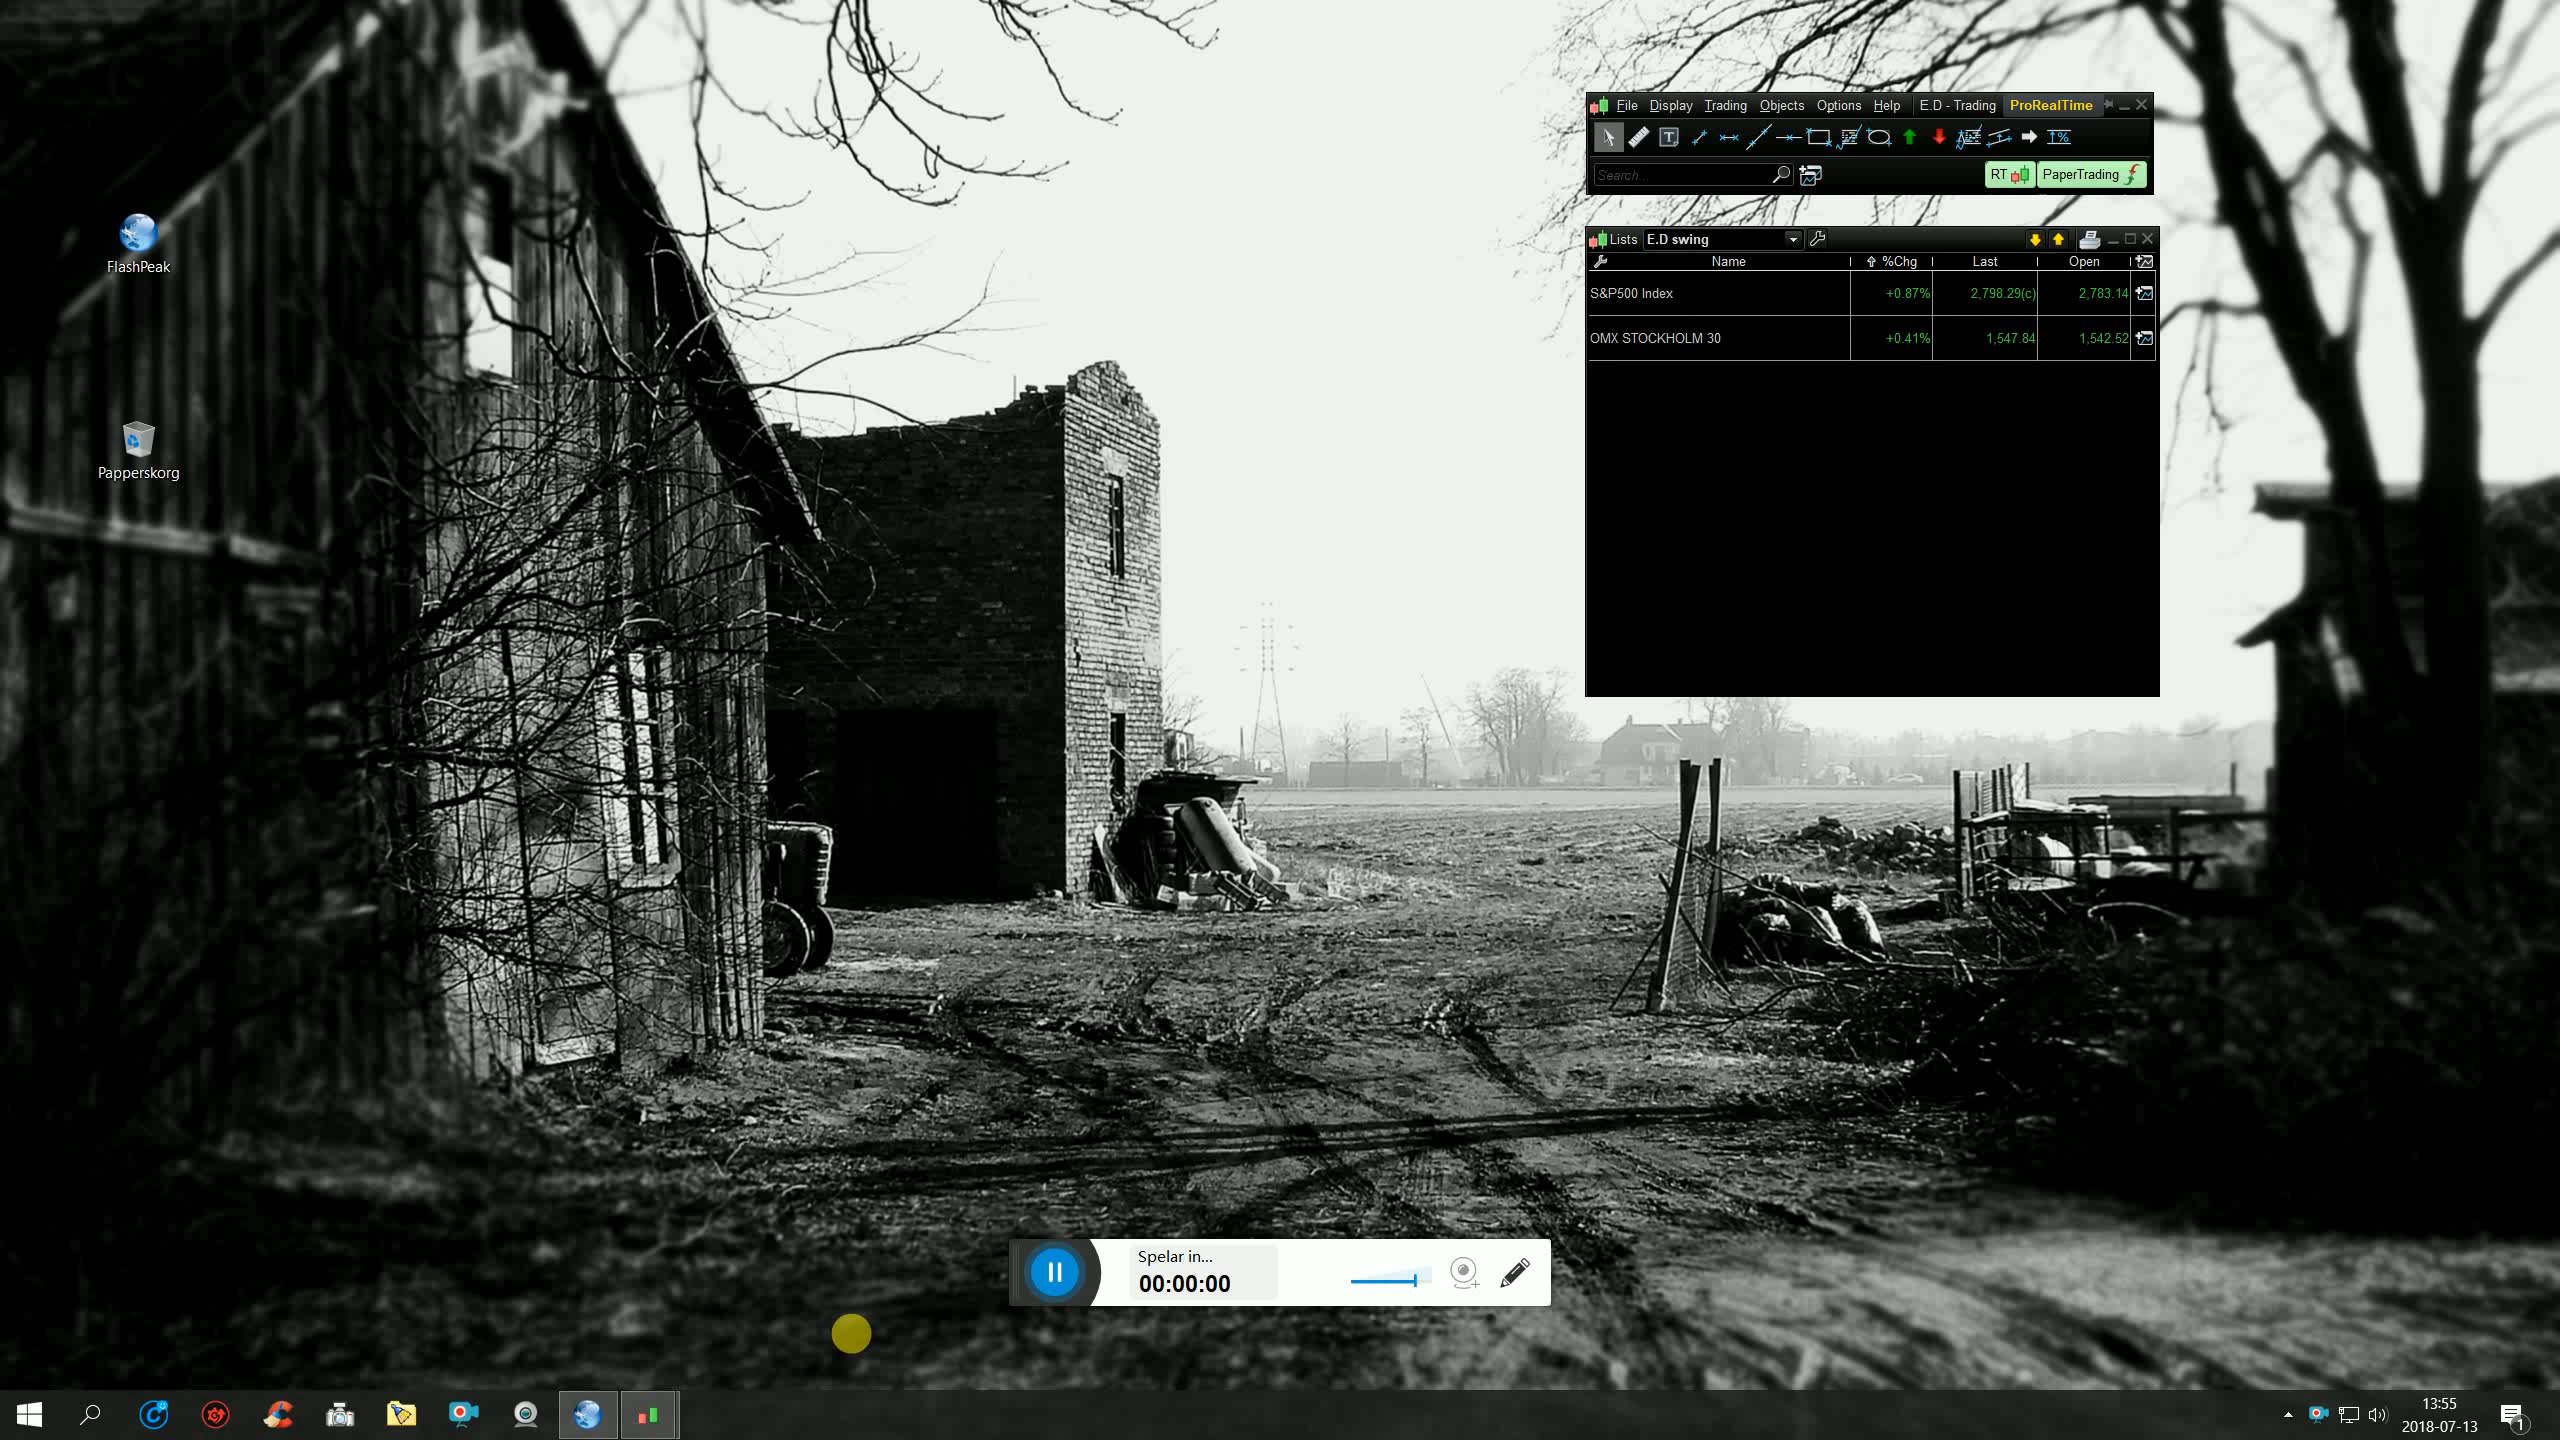 FlashPeak
Papperskorg
File Display Trading Objects Options Help E.D - Trading ProRealTime
T %
Search... RT PaperTrading
Lists E.D swing
Name %Chg Last Open
S&P500 Index +0.87% 2,798.29(c) 2,783.14
OMX STOCKHOLM 30 +0.41% 1,547.84 1,542.52
Spelar in...
00:00:00
13:55
2018-07-13
1